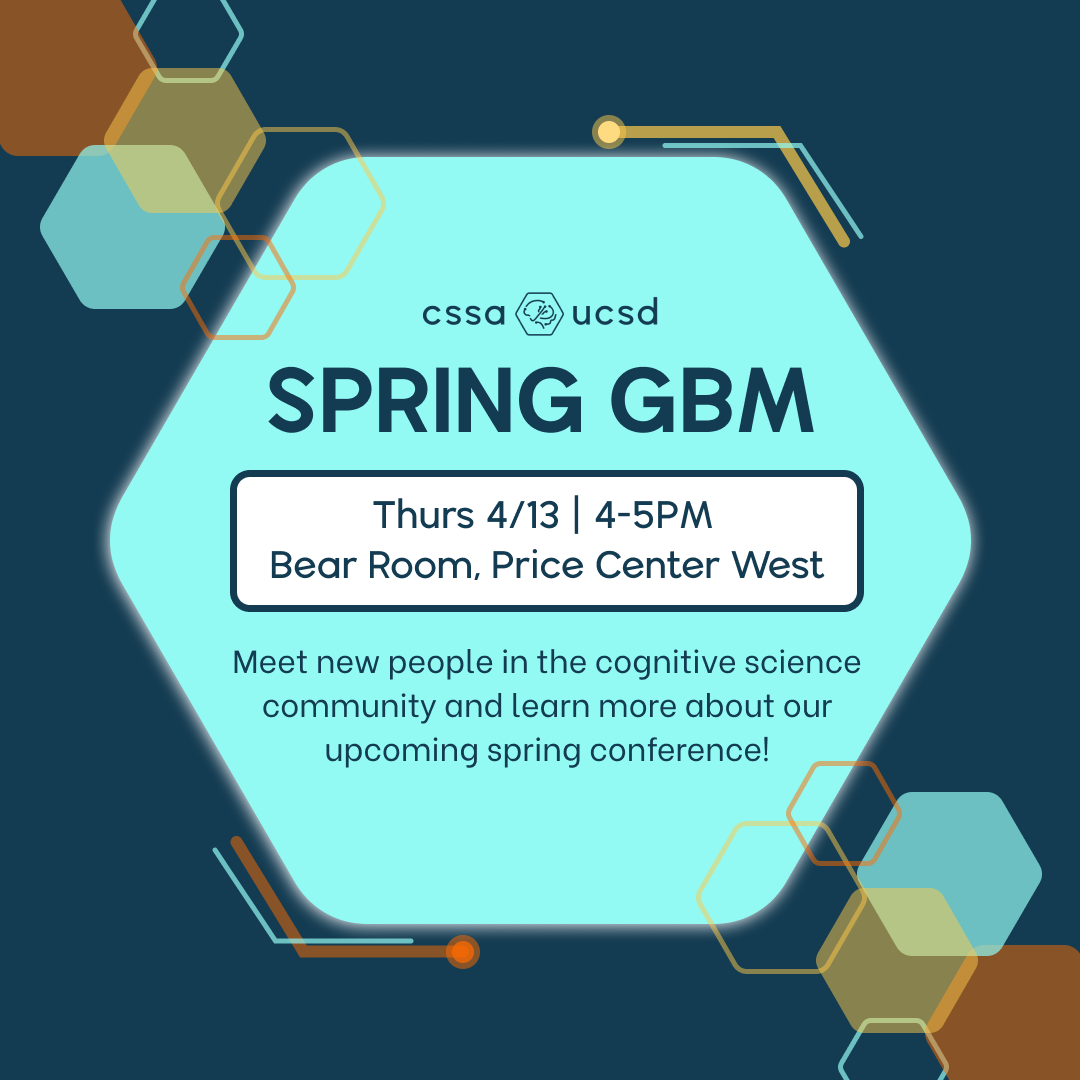 cssa ucsd
SPRING GBM
Thurs 4/13 | 4-5PM
Bear Room, Price Center West
Meet new people in the cognitive science
community and learn more about our
upcoming spring conference!